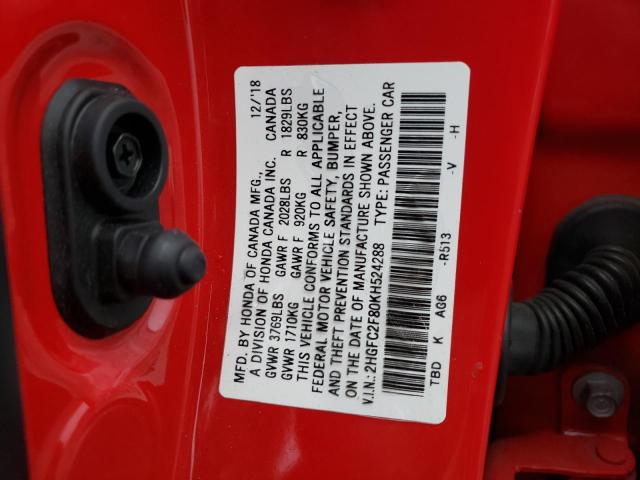 MFD. BY HONDA OF CANADA MFG., 12/'18
A DIVISION OF HONDA CANADA INC. CANADA
GVWR 3769LBS GAWR F 2028LBS R 1829LBS
GVWR 1710KG GAWR F 920KG R 830KG
THIS VEHICLE CONFORMS TO ALL APPLICABLE
FEDERAL MOTOR VEHICLE SAFETY, BUMPER,
AND THEFT PREVENTION STANDARDS IN EFFECT
ON THE DATE OF MANUFACTURE SHOWN ABOVE.
V.I.N.: 2HGFC2F80KH524288 TYPE: PASSENGER CAR
TBD K AG6 -R513 -V -H